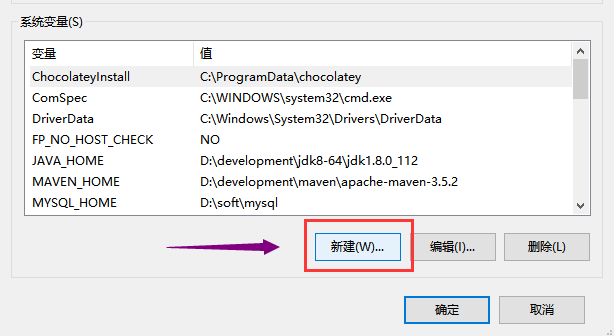 系统变量(S)
变量 值
ChocolateyInstall C:\ProgramData\chocolatey
ComSpec C:\WINDOWS\system32\cmd.exe
DriverData C:\Windows\System32\Drivers\DriverData
FP_NO_HOST_CHECK NO
JAVA_HOME D:\development\jdk8-64\jdk1.8.0_112
MAVEN_HOME D:\development\maven\apache-maven-3.5.2
MYSQL_HOME D:\soft\mysql
新建(W)... 编辑(I)... 删除(L)
确定 取消